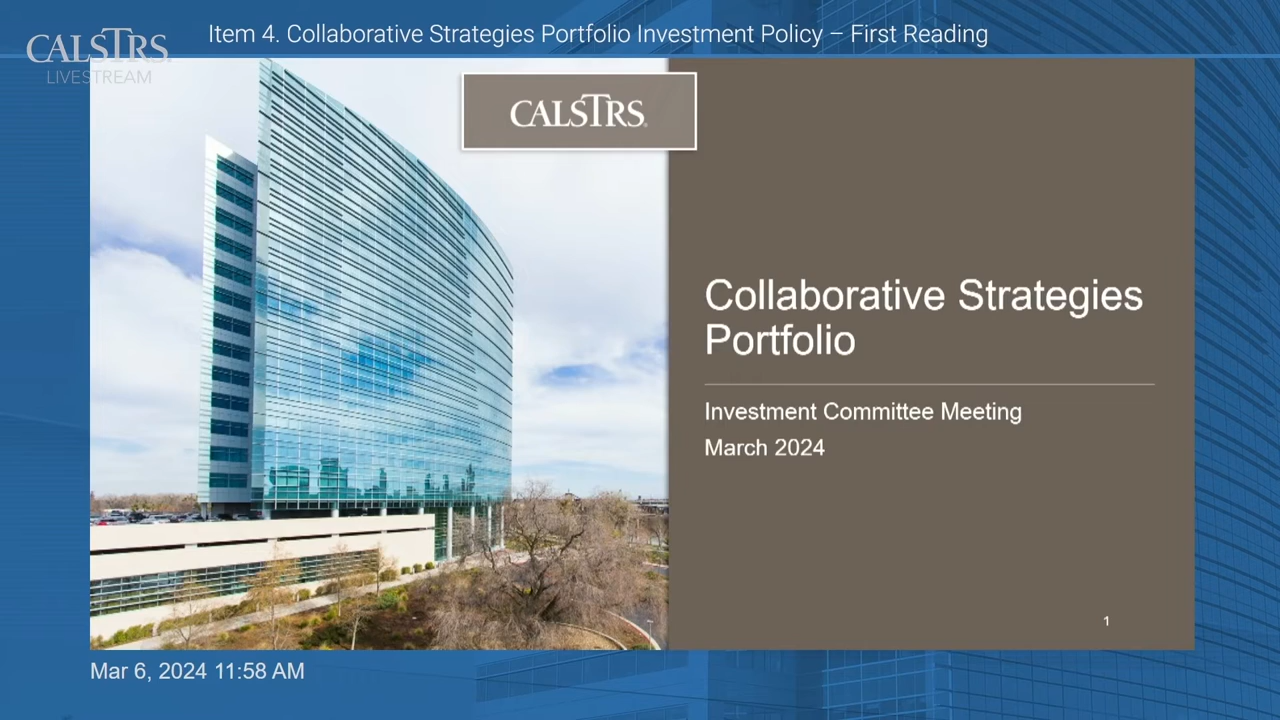 Item 4. Collaborative Strategies Portfolio Investment Policy – First Reading
CALSTRS
LIVESTREAM
CALSTRS
Collaborative Strategies
Portfolio
Investment Committee Meeting
March 2024
1
Mar 6, 2024 11:58 AM